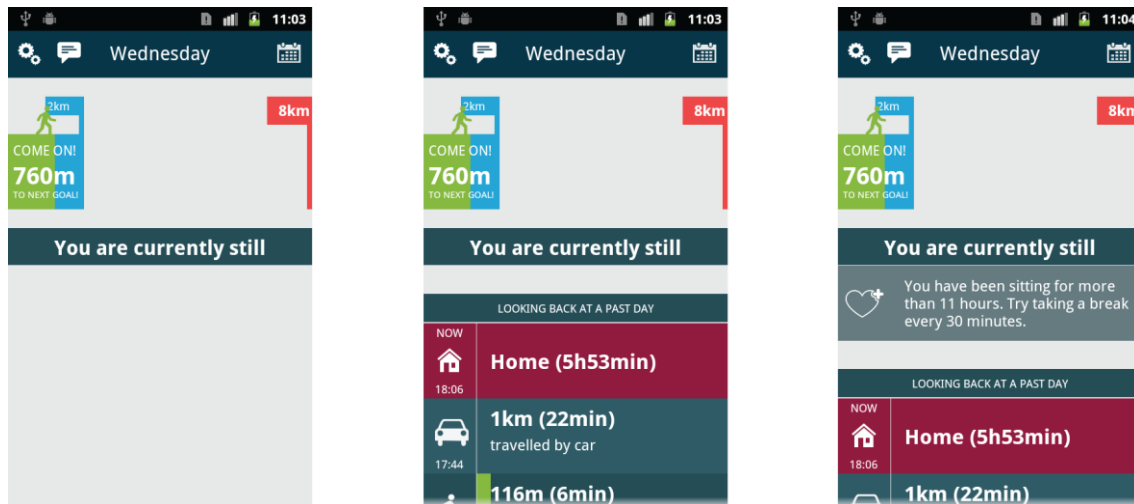 11:03
Wednesday
2km
8km
COME ON!
760m
TO NEXT GOAL!
You are currently still
11:03
Wednesday
2km
8km
COME ON!
760m
TO NEXT GOAL!
You are currently still
LOOKING BACK AT A PAST DAY
NOW
Home (5h53min)
18:06
1km (22min)
travelled by car
17:44
116m (6min)
11:04
Wednesday
2km
8km
COME ON!
760m
TO NEXT GOAL!
You are currently still
You have been sitting for more
than 11 hours. Try taking a break
every 30 minutes.
LOOKING BACK AT A PAST DAY
NOW
Home (5h53min)
18:06
1km (22min)